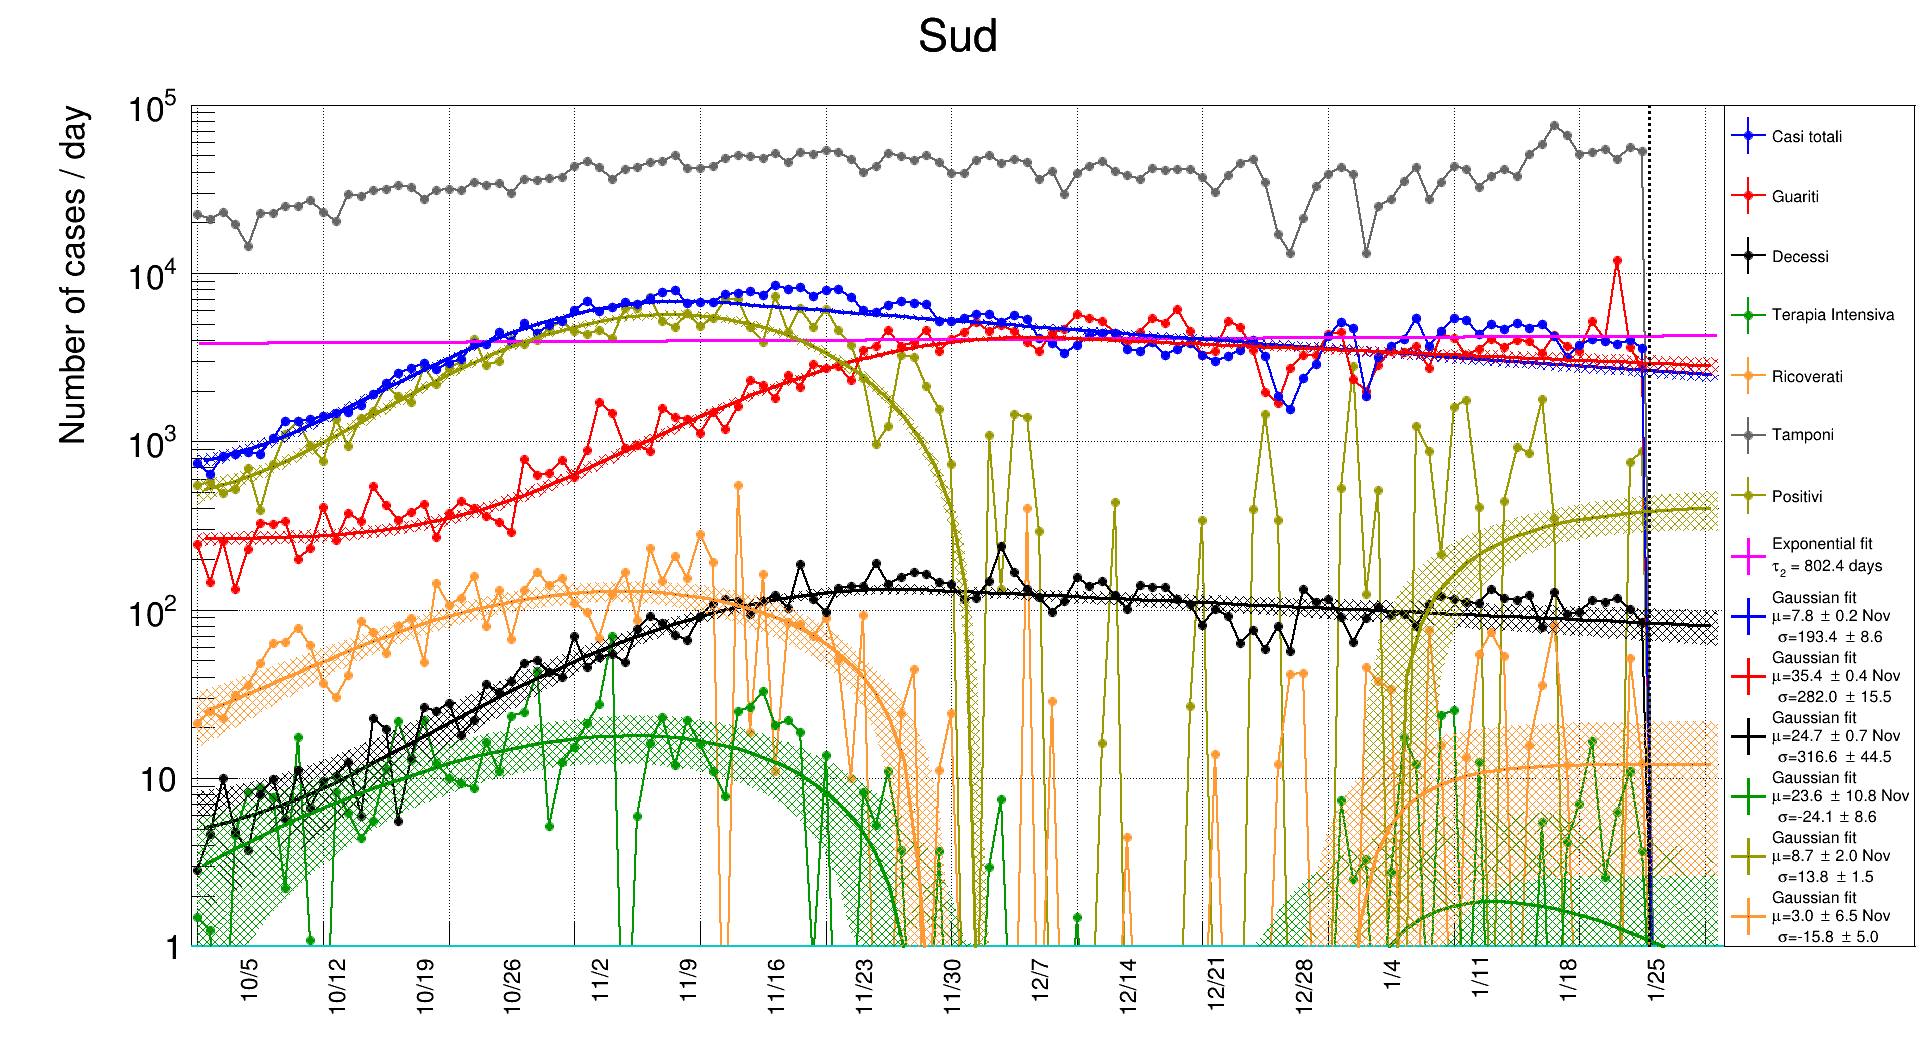 Sud
Number of cases / day
10^5
10^4
10^3
10^2
10
1
10/5
10/12
10/19
10/26
11/2
11/9
11/16
11/23
11/30
12/7
12/14
12/21
12/28
1/4
1/11
1/18
1/25
Casi totali
Guariti
Decessi
Terapia Intensiva
Ricoverati
Tamponi
Positivi
Exponential fit
τ2 = 802.4 days
Gaussian fit
μ=7.8 ± 0.2 Nov
σ=193.4 ± 8.6
Gaussian fit
μ=35.4 ± 0.4 Nov
σ=282.0 ± 15.5
Gaussian fit
μ=24.7 ± 0.7 Nov
σ=316.6 ± 44.5
Gaussian fit
μ=23.6 ± 10.8 Nov
σ=-24.1 ± 8.6
Gaussian fit
μ=8.7 ± 2.0 Nov
σ=13.8 ± 1.5
Gaussian fit
μ=3.0 ± 6.5 Nov
σ=-15.8 ± 5.0